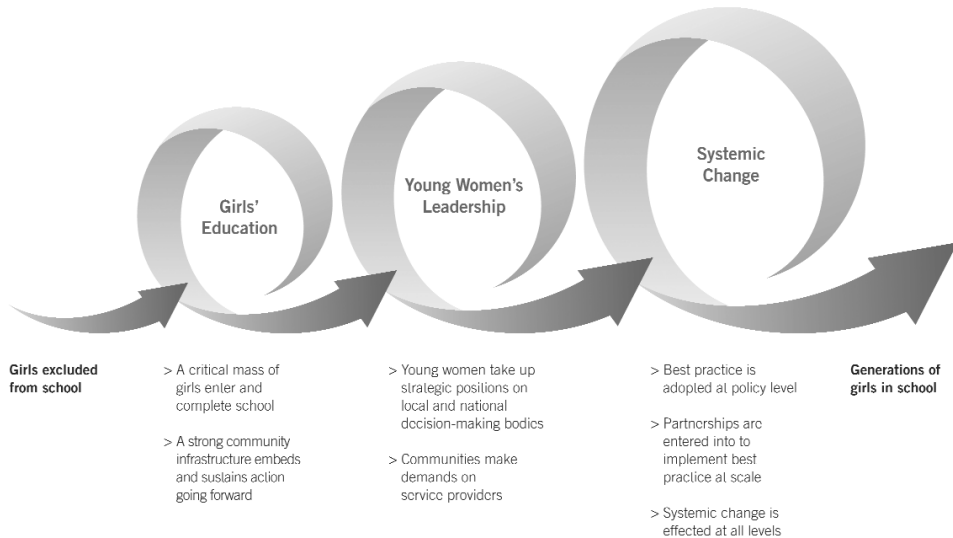 Girls'
Education
Young Women's
Leadership
Systemic
Change
Girls excluded
from school
> A critical mass of
girls enter and
complete school
> A strong community
infrastructure embeds
and sustains action
going forward
> Young women take up
strategic positions on
local and national
decision-making bodies
> Communities make
demands on
service providers
> Best practice is
adopted at policy level
> Partnerships are
entered into to
implement best
practice at scale
> Systemic change is
effected at all levels
Generations of
girls in school